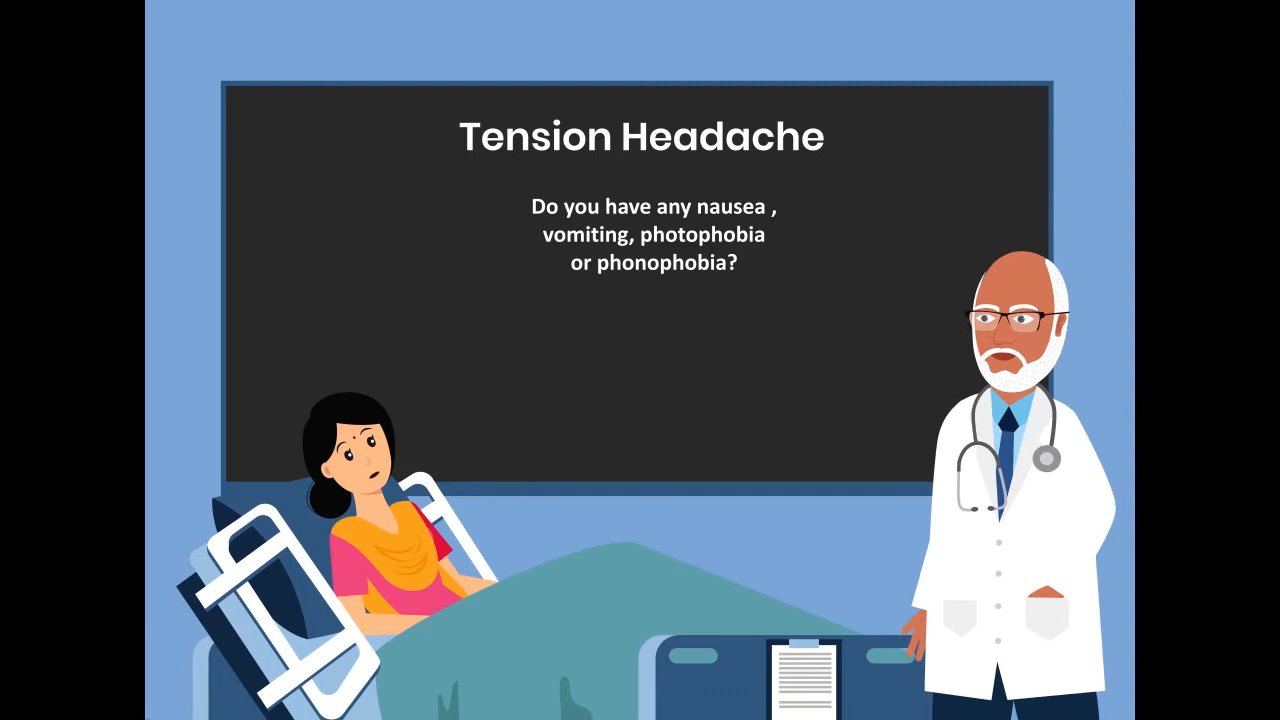 Tension Headache
Do you have any nausea ,
vomiting, photophobia
or phonophobia?